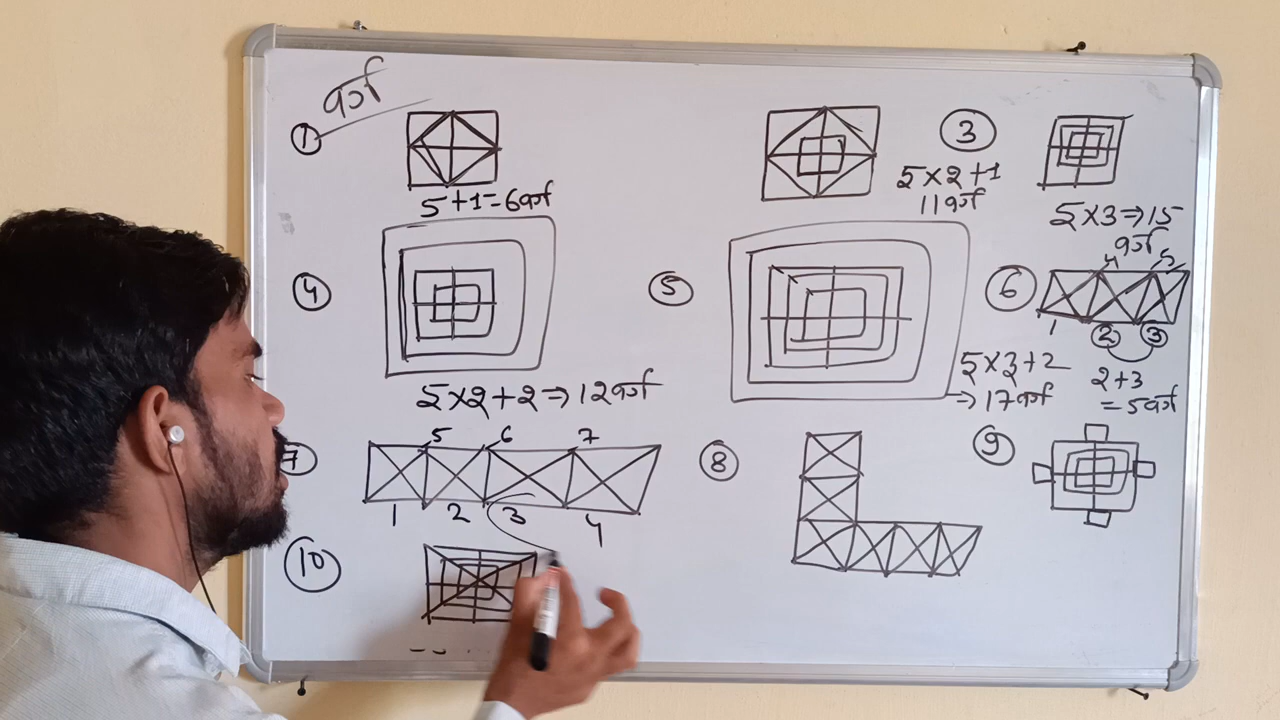 वर्ग
1
5+1=6वर्ग
5×2+1
11वर्ग
3
5×3⇒15
वर्ग
4
5×2+2⇒12वर्ग
5
5×3+2
⇒17वर्ग
6
4 5
1 2 3
2+3
=5वर्ग
7
5 6 7
1 2 3 4
8
9
10